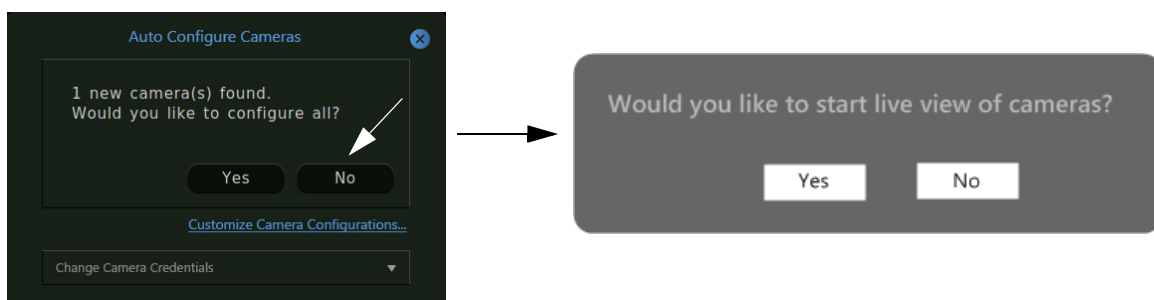 Auto Configure Cameras
1 new camera(s) found.
Would you like to configure all?
Yes No
Customize Camera Configurations...
Change Camera Credentials
Would you like to start live view of cameras?
Yes No